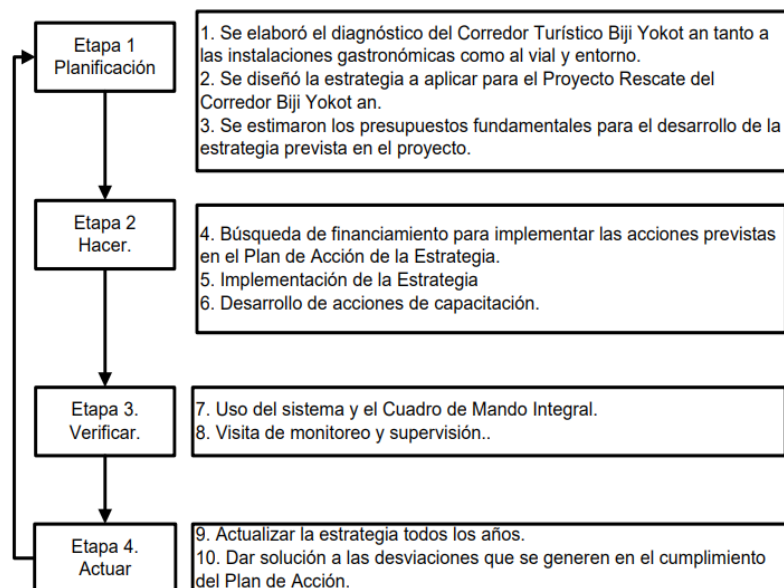 Etapa 1
Planificación
1. Se elaboró el diagnóstico del Corredor Turístico Biji Yokot an tanto a
las instalaciones gastronómicas como al vial y entorno.
2. Se diseñó la estrategia a aplicar para el Proyecto Rescate del
Corredor Biji Yokot an.
3. Se estimaron los presupuestos fundamentales para el desarrollo de la
estrategia prevista en el proyecto.
Etapa 2
Hacer.
4. Búsqueda de financiamiento para implementar las acciones previstas
en el Plan de Acción de la Estrategia.
5. Implementación de la Estrategia
6. Desarrollo de acciones de capacitación.
Etapa 3.
Verificar.
7. Uso del sistema y el Cuadro de Mando Integral.
8. Visita de monitoreo y supervisión..
Etapa 4.
Actuar
9. Actualizar la estrategia todos los años.
10. Dar solución a las desviaciones que se generen en el cumplimiento
del Plan de Acción.